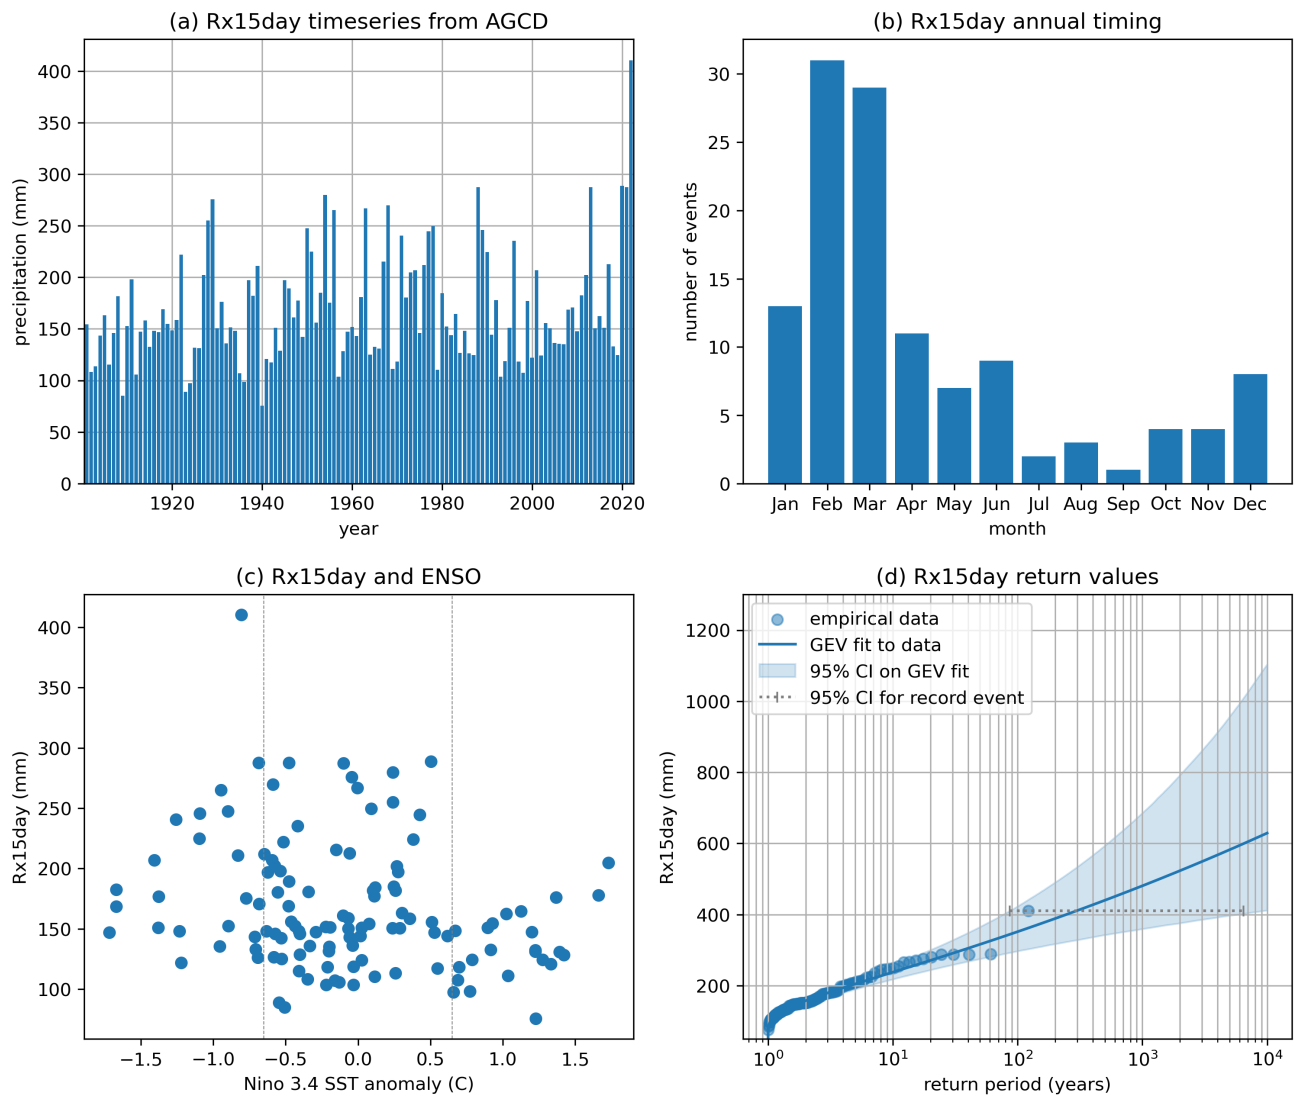 (a) Rx15day timeseries from AGCD
400
350
300
250
200
150
100
50
0
precipitation (mm)
1920 1940 1960 1980 2000 2020
year
(b) Rx15day annual timing
30
25
20
15
10
5
0
number of events
Jan Feb Mar Apr May Jun Jul Aug Sep Oct Nov Dec
month
(c) Rx15day and ENSO
400
350
300
250
200
150
100
Rx15day (mm)
−1.5 −1.0 −0.5 0.0 0.5 1.0 1.5
Nino 3.4 SST anomaly (C)
(d) Rx15day return values
empirical data
GEV fit to data
95% CI on GEV fit
95% CI for record event
1200
1000
800
600
400
200
Rx15day (mm)
10⁰ 10¹ 10² 10³ 10⁴
return period (years)